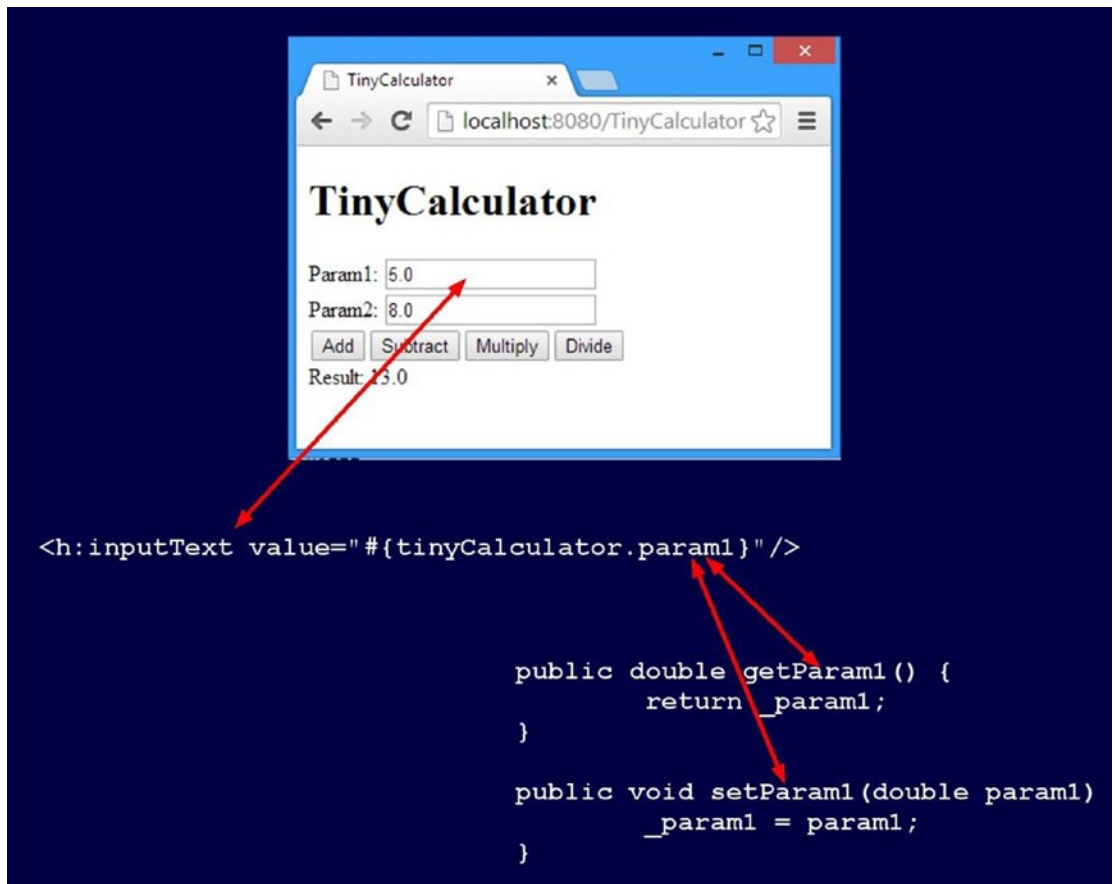 TinyCalculator
localhost:8080/TinyCalculator
TinyCalculator
Param1: 5.0
Param2: 8.0
Add Subtract Multiply Divide
Result: 13.0
<h:inputText value="#{tinyCalculator.param1}"/>
public double getParam1() {
return _param1;
}
public void setParam1(double param1)
_param1 = param1;
}